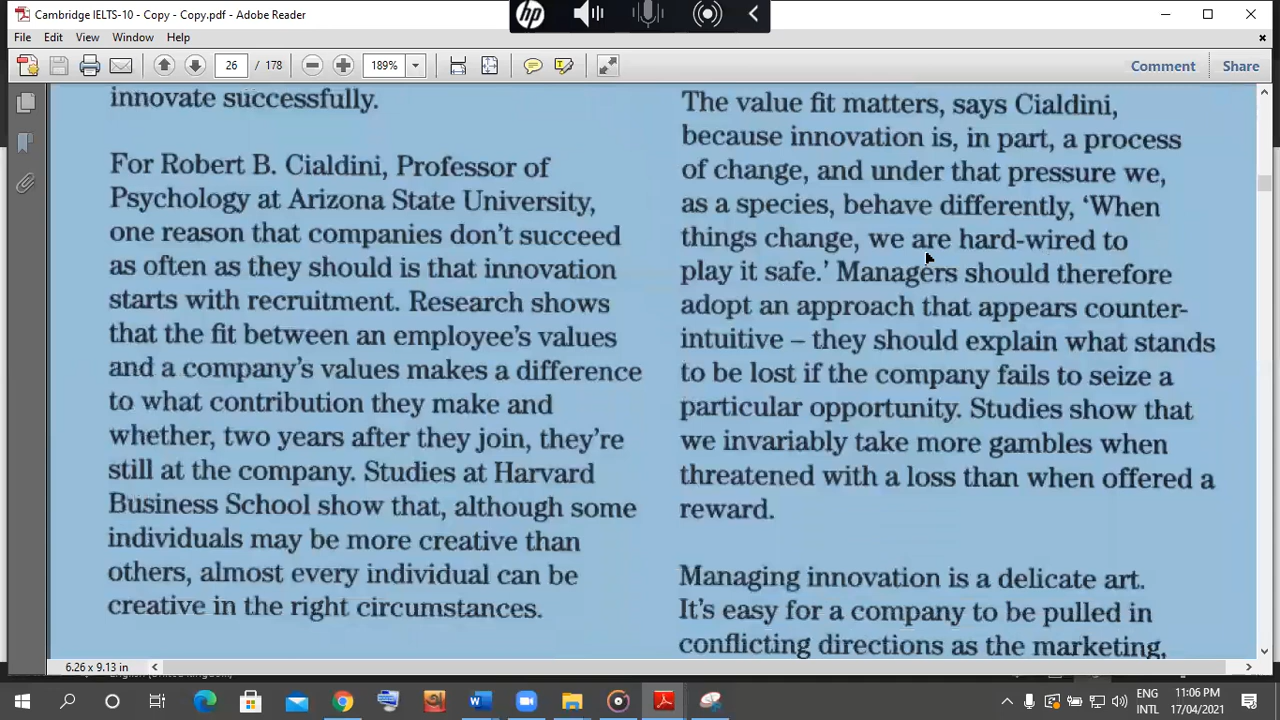 Cambridge IELTS-10 - Copy - Copy.pdf - Adobe Reader
hp
File Edit View Window Help
26 / 178
189%
Comment Share
innovate successfully.
For Robert B. Cialdini, Professor of
Psychology at Arizona State University,
one reason that companies don't succeed
as often as they should is that innovation
starts with recruitment. Research shows
that the fit between an employee's values
and a company's values makes a difference
to what contribution they make and
whether, two years after they join, they're
still at the company. Studies at Harvard
Business School show that, although some
individuals may be more creative than
others, almost every individual can be
creative in the right circumstances.
The value fit matters, says Cialdini,
because innovation is, in part, a process
of change, and under that pressure we,
as a species, behave differently, ‘When
things change, we are hard-wired to
play it safe.’ Managers should therefore
adopt an approach that appears counter-
intuitive – they should explain what stands
to be lost if the company fails to seize a
particular opportunity. Studies show that
we invariably take more gambles when
threatened with a loss than when offered a
reward.
Managing innovation is a delicate art.
It's easy for a company to be pulled in
conflicting directions as the marketing,
6.26 x 9.13 in
ENG
INTL
11:06 PM
17/04/2021